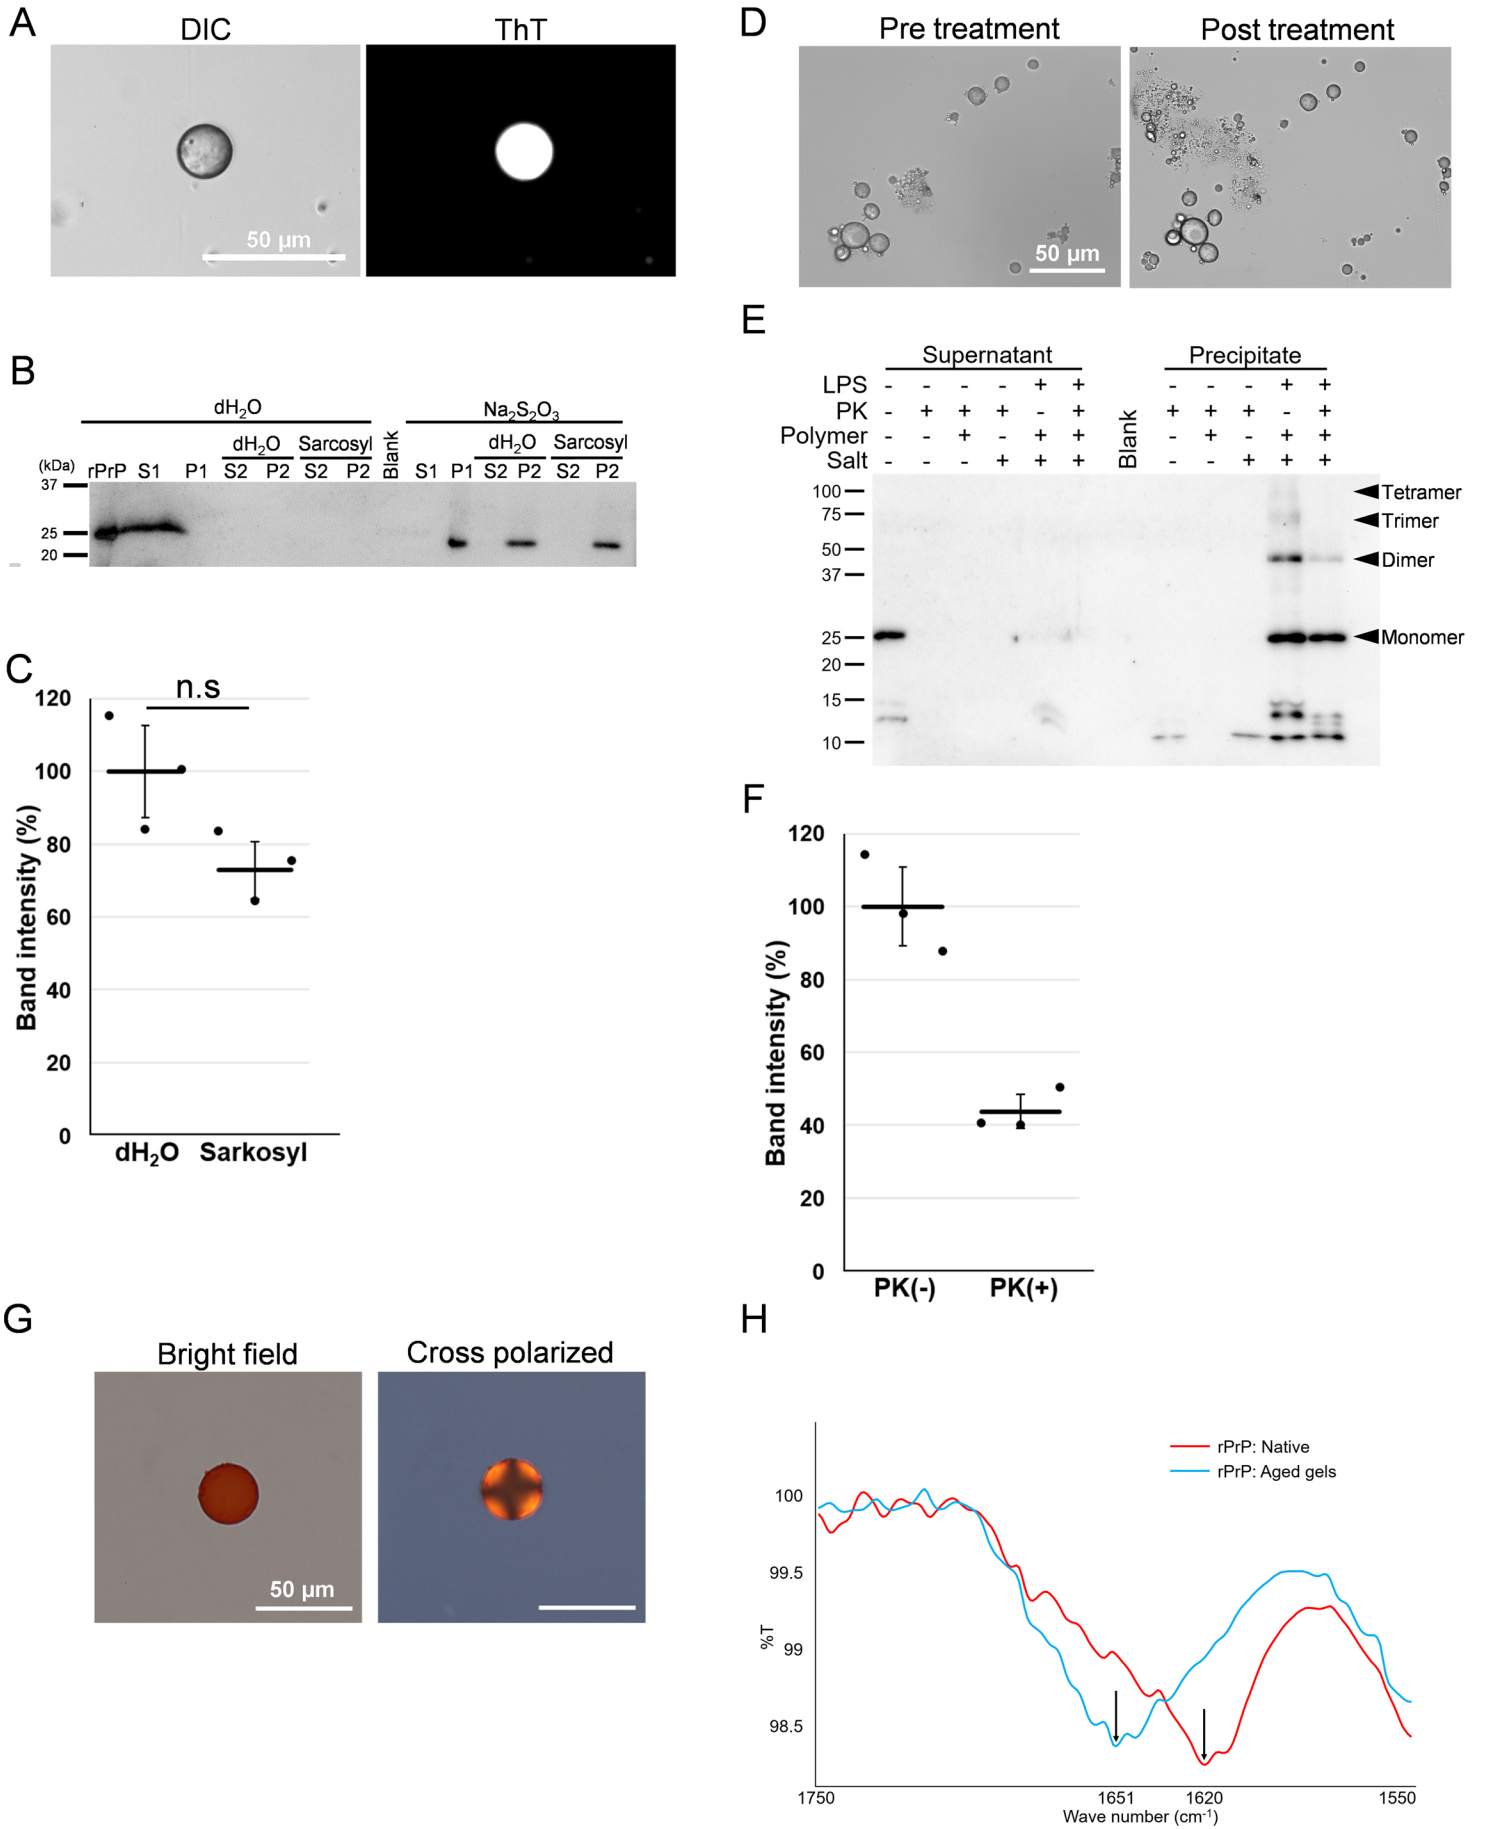 A
DIC
ThT
50 µm
B
dH₂O
Na₂S₂O₃
dH₂O
Sarcosyl
Blank
dH₂O
Sarcosyl
(kDa)
rPrP
S1
P1
S2
P2
S2
P2
S1
P1
S2
P2
S2
P2
37
25
20
C
n.s
120
100
80
60
40
20
0
Band intensity (%)
dH₂O
Sarkosyl
D
Pre treatment
Post treatment
50 µm
E
Supernatant
Precipitate
LPS - - - - + + - - - + +
PK - + + + - + + + + - +
Polymer - - + - + + - + - + +
Salt - - - + + + - - + + +
Blank
100
75
50
37
25
20
15
10
Tetramer
Trimer
Dimer
Monomer
F
120
100
80
60
40
20
0
Band intensity (%)
PK(-)
PK(+)
G
Bright field
Cross polarized
50 µm
H
rPrP: Native
rPrP: Aged gels
100
99.5
99
98.5
%T
1750
1651
1620
1550
Wave number (cm⁻¹)